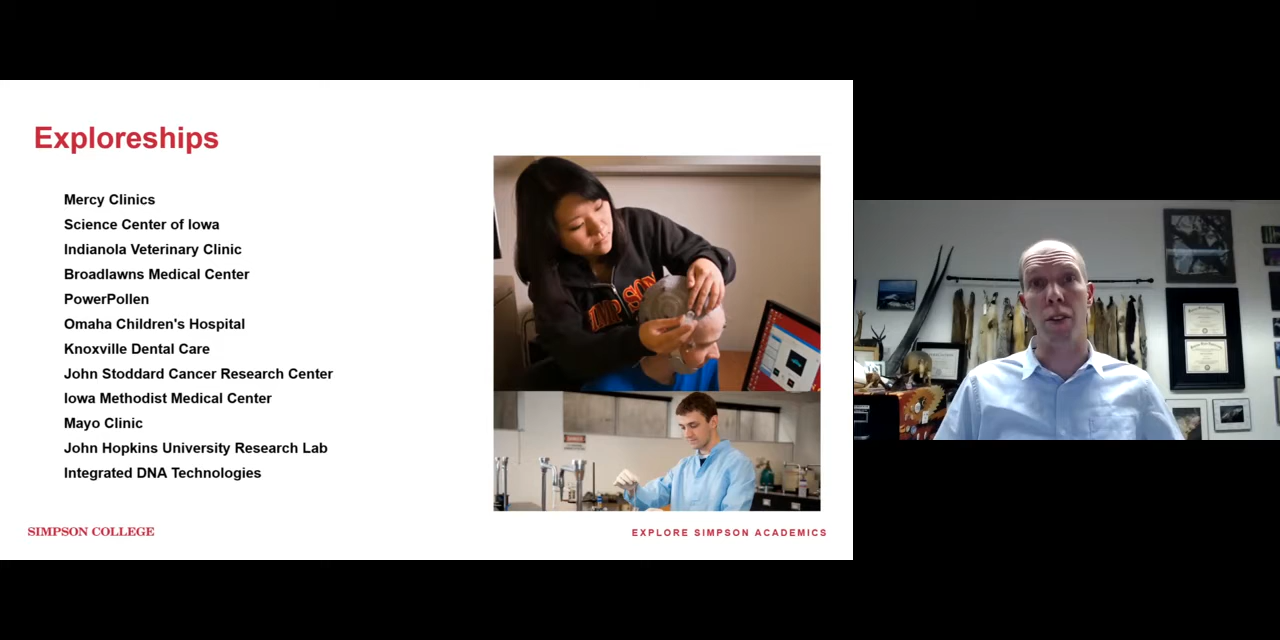 Exploreships
Mercy Clinics
Science Center of Iowa
Indianola Veterinary Clinic
Broadlawns Medical Center
PowerPollen
Omaha Children's Hospital
Knoxville Dental Care
John Stoddard Cancer Research Center
Iowa Methodist Medical Center
Mayo Clinic
John Hopkins University Research Lab
Integrated DNA Technologies
SIMPSON COLLEGE
EXPLORE SIMPSON ACADEMICS